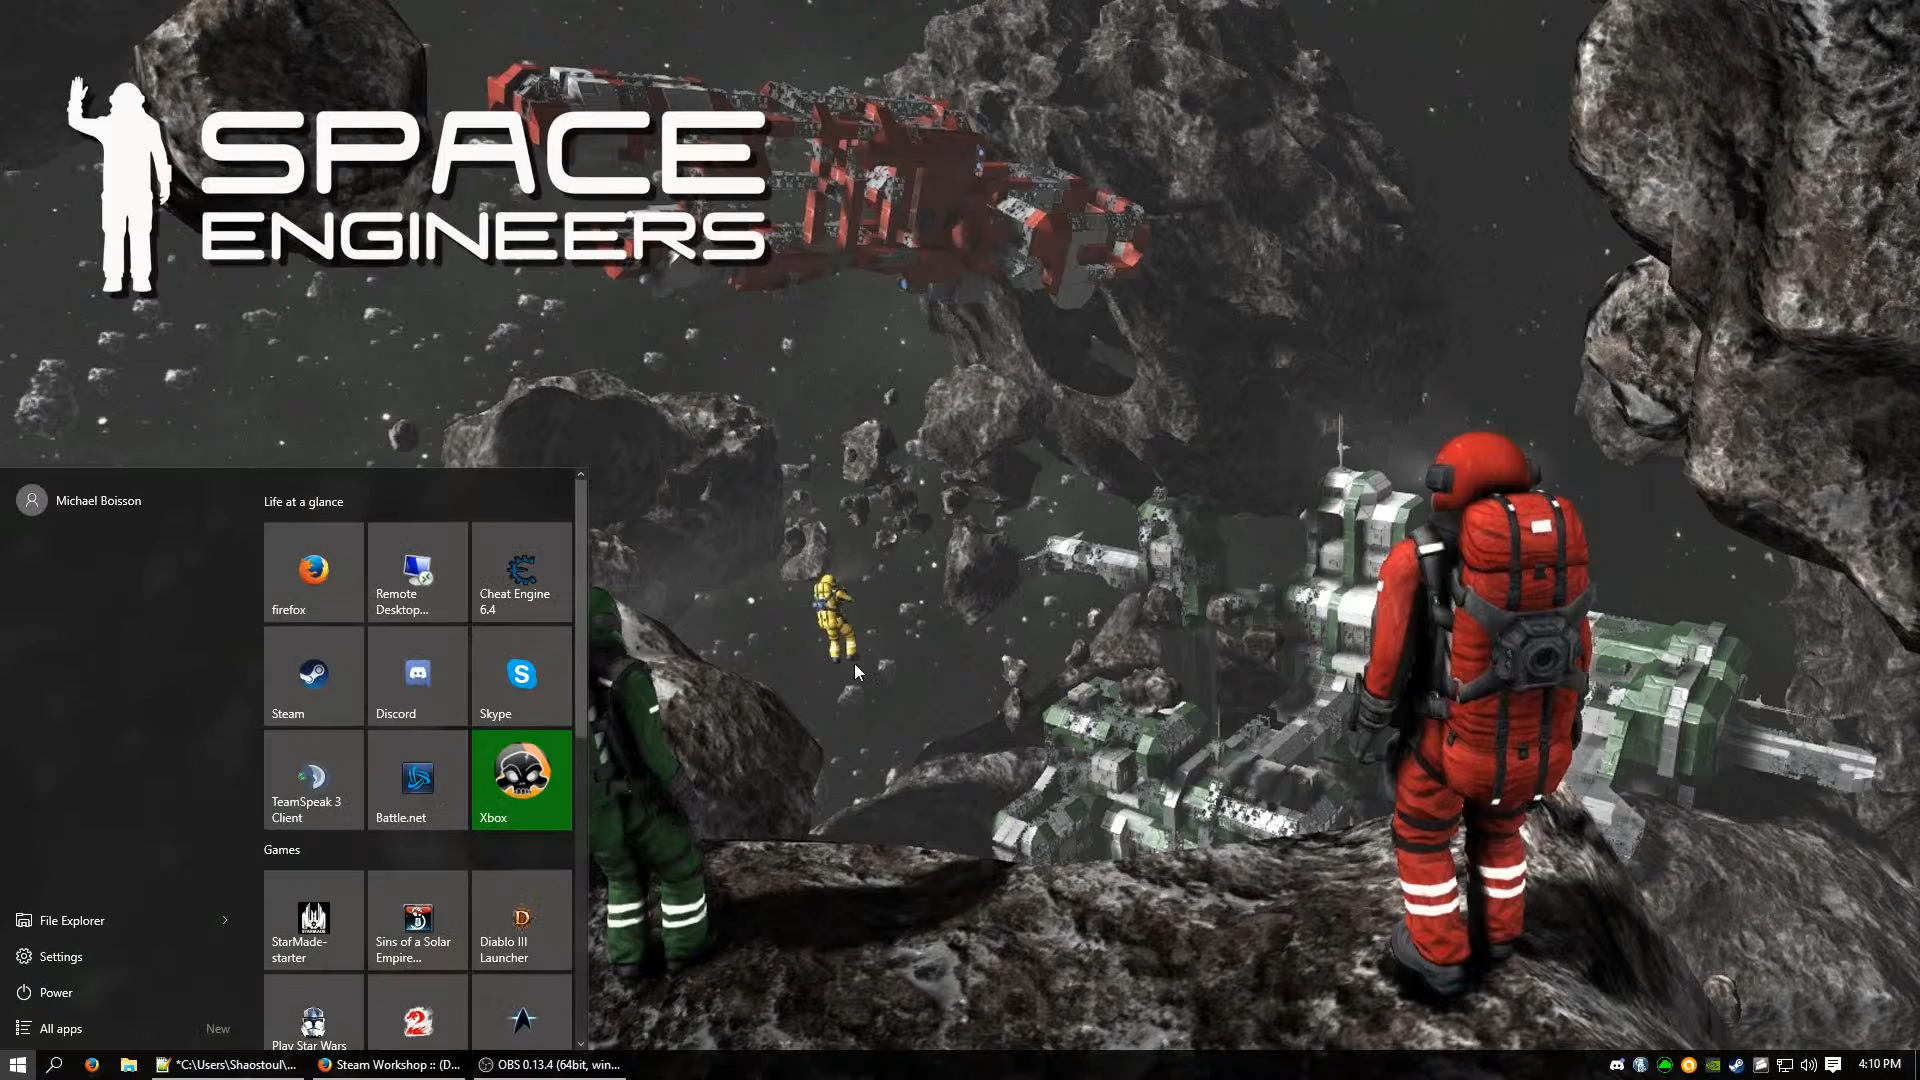 SPACE
ENGINEERS
Michael Boisson
Life at a glance
firefox
Remote
Desktop...
Cheat Engine
6.4
Steam
Discord
Skype
TeamSpeak 3
Client
Battle.net
Xbox
Games
StarMade-
starter
Sins of a Solar
Empire...
Diablo III
Launcher
Play Star Wars
File Explorer
Settings
Power
All apps
New
*C:\Users\Shaostoul\...
Steam Workshop :: (D...
OBS 0.13.4 (64bit, win...
4:10 PM